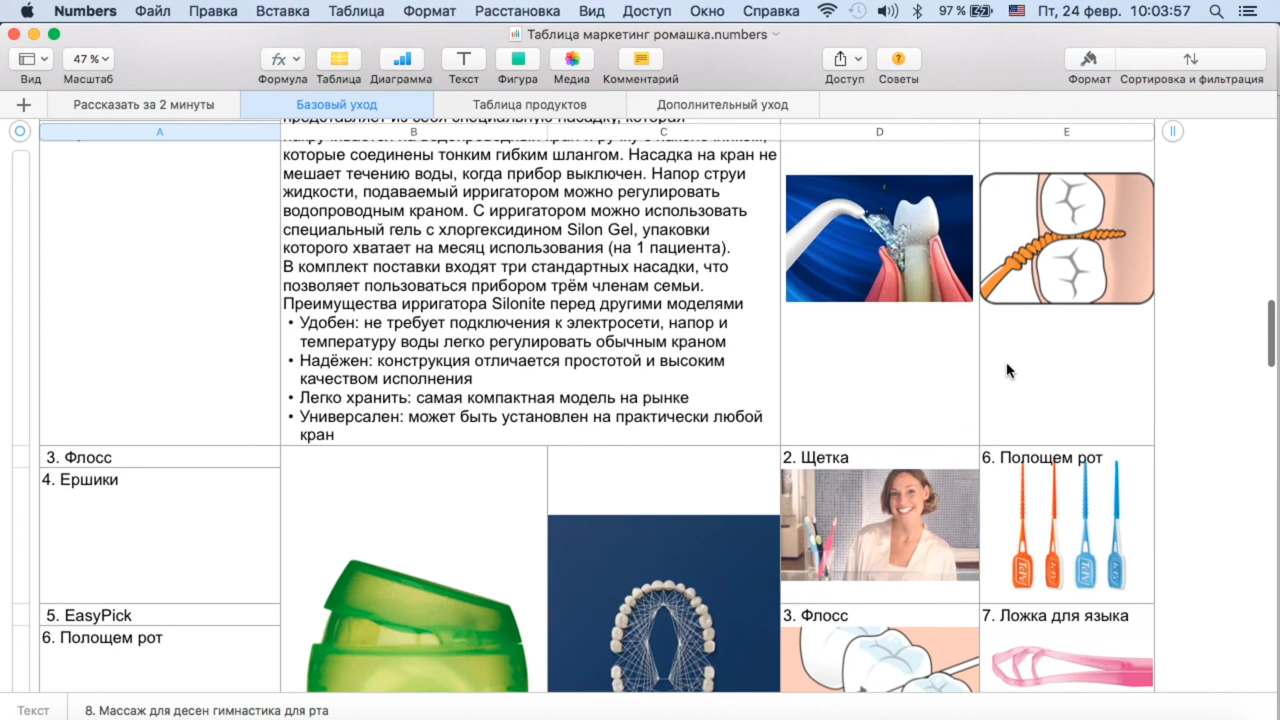 Numbers Файл Правка Вставка Таблица Формат Расстановка Вид Доступ Окно Справка 97 % Пт, 24 февр. 10:03:57
Таблица маркетинг ромашка.numbers
47 %
Вид Масштаб Формула Таблица Диаграмма Текст Фигура Медиа Комментарий Доступ Советы Формат Сортировка и фильтрация
Рассказать за 2 минуты Базовый уход Таблица продуктов Дополнительный уход
A B C D E
которые соединены тонким гибким шлангом. Насадка на кран не
мешает течению воды, когда прибор выключен. Напор струи
жидкости, подаваемый ирригатором можно регулировать
водопроводным краном. С ирригатором можно использовать
специальный гель с хлоргексидином Silon Gel, упаковки
которого хватит на месяц использования (на 1 пациента).
В комплект поставки входят три стандартных насадки, что
позволяет пользоваться прибором трём членам семьи.
Преимущества ирригатора Silonite перед другими моделями
• Удобен: не требует подключения к электросети, напор и
температуру воды легко регулировать обычным краном
• Надёжен: конструкция отличается простотой и высоким
качеством исполнения
• Легко хранить: самая компактная модель на рынке
• Универсален: может быть установлен на практически любой
кран
3. Флосс
4. Ершики
5. EasyPick
6. Полощем рот
2. Щетка
6. Полощем рот
TePe TePe TePe TePe
3. Флосс
7. Ложка для языка
Текст 8. Массаж для десен гимнастика для рта